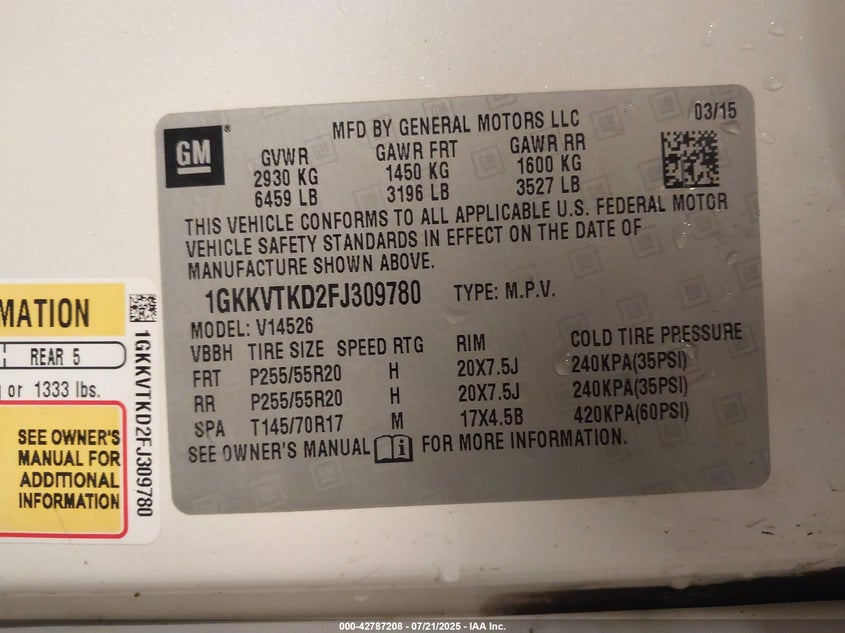 GM
MFD BY GENERAL MOTORS LLC
03/15
GVWR GAWR FRT GAWR RR
2930 KG 1450 KG 1600 KG
6459 LB 3196 LB 3527 LB
THIS VEHICLE CONFORMS TO ALL APPLICABLE U.S. FEDERAL MOTOR
VEHICLE SAFETY STANDARDS IN EFFECT ON THE DATE OF
MANUFACTURE SHOWN ABOVE.
1GKKVTKD2FJ309780 TYPE: M.P.V.
MODEL: V14526
VBBH TIRE SIZE SPEED RTG RIM COLD TIRE PRESSURE
FRT P255/55R20 H 20X7.5J 240KPA(35PSI)
RR P255/55R20 H 20X7.5J 240KPA(35PSI)
SPA T145/70R17 M 17X4.5B 420KPA(60PSI)
SEE OWNER'S MANUAL FOR MORE INFORMATION.
MATION
REAR 5
or 1333 lbs.
SEE OWNER'S
MANUAL FOR
ADDITIONAL
INFORMATION
1GKKVTKD2FJ309780
000-42787208 - 07/21/2025 - IAA Inc.